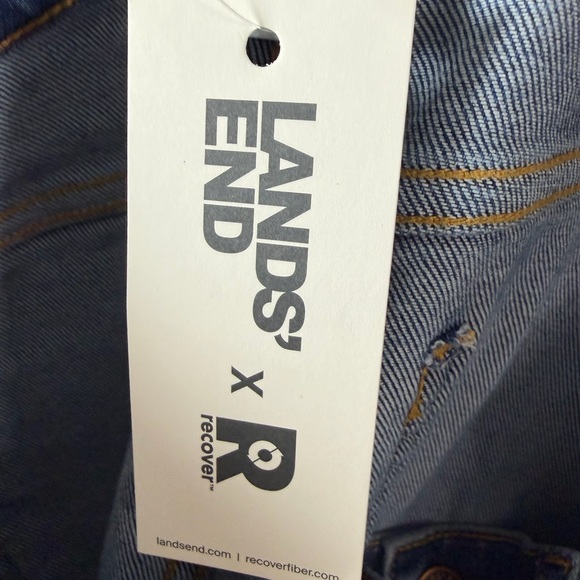 LANDS'
END
X
R
recover™
landsend.com | recoverfiber.com